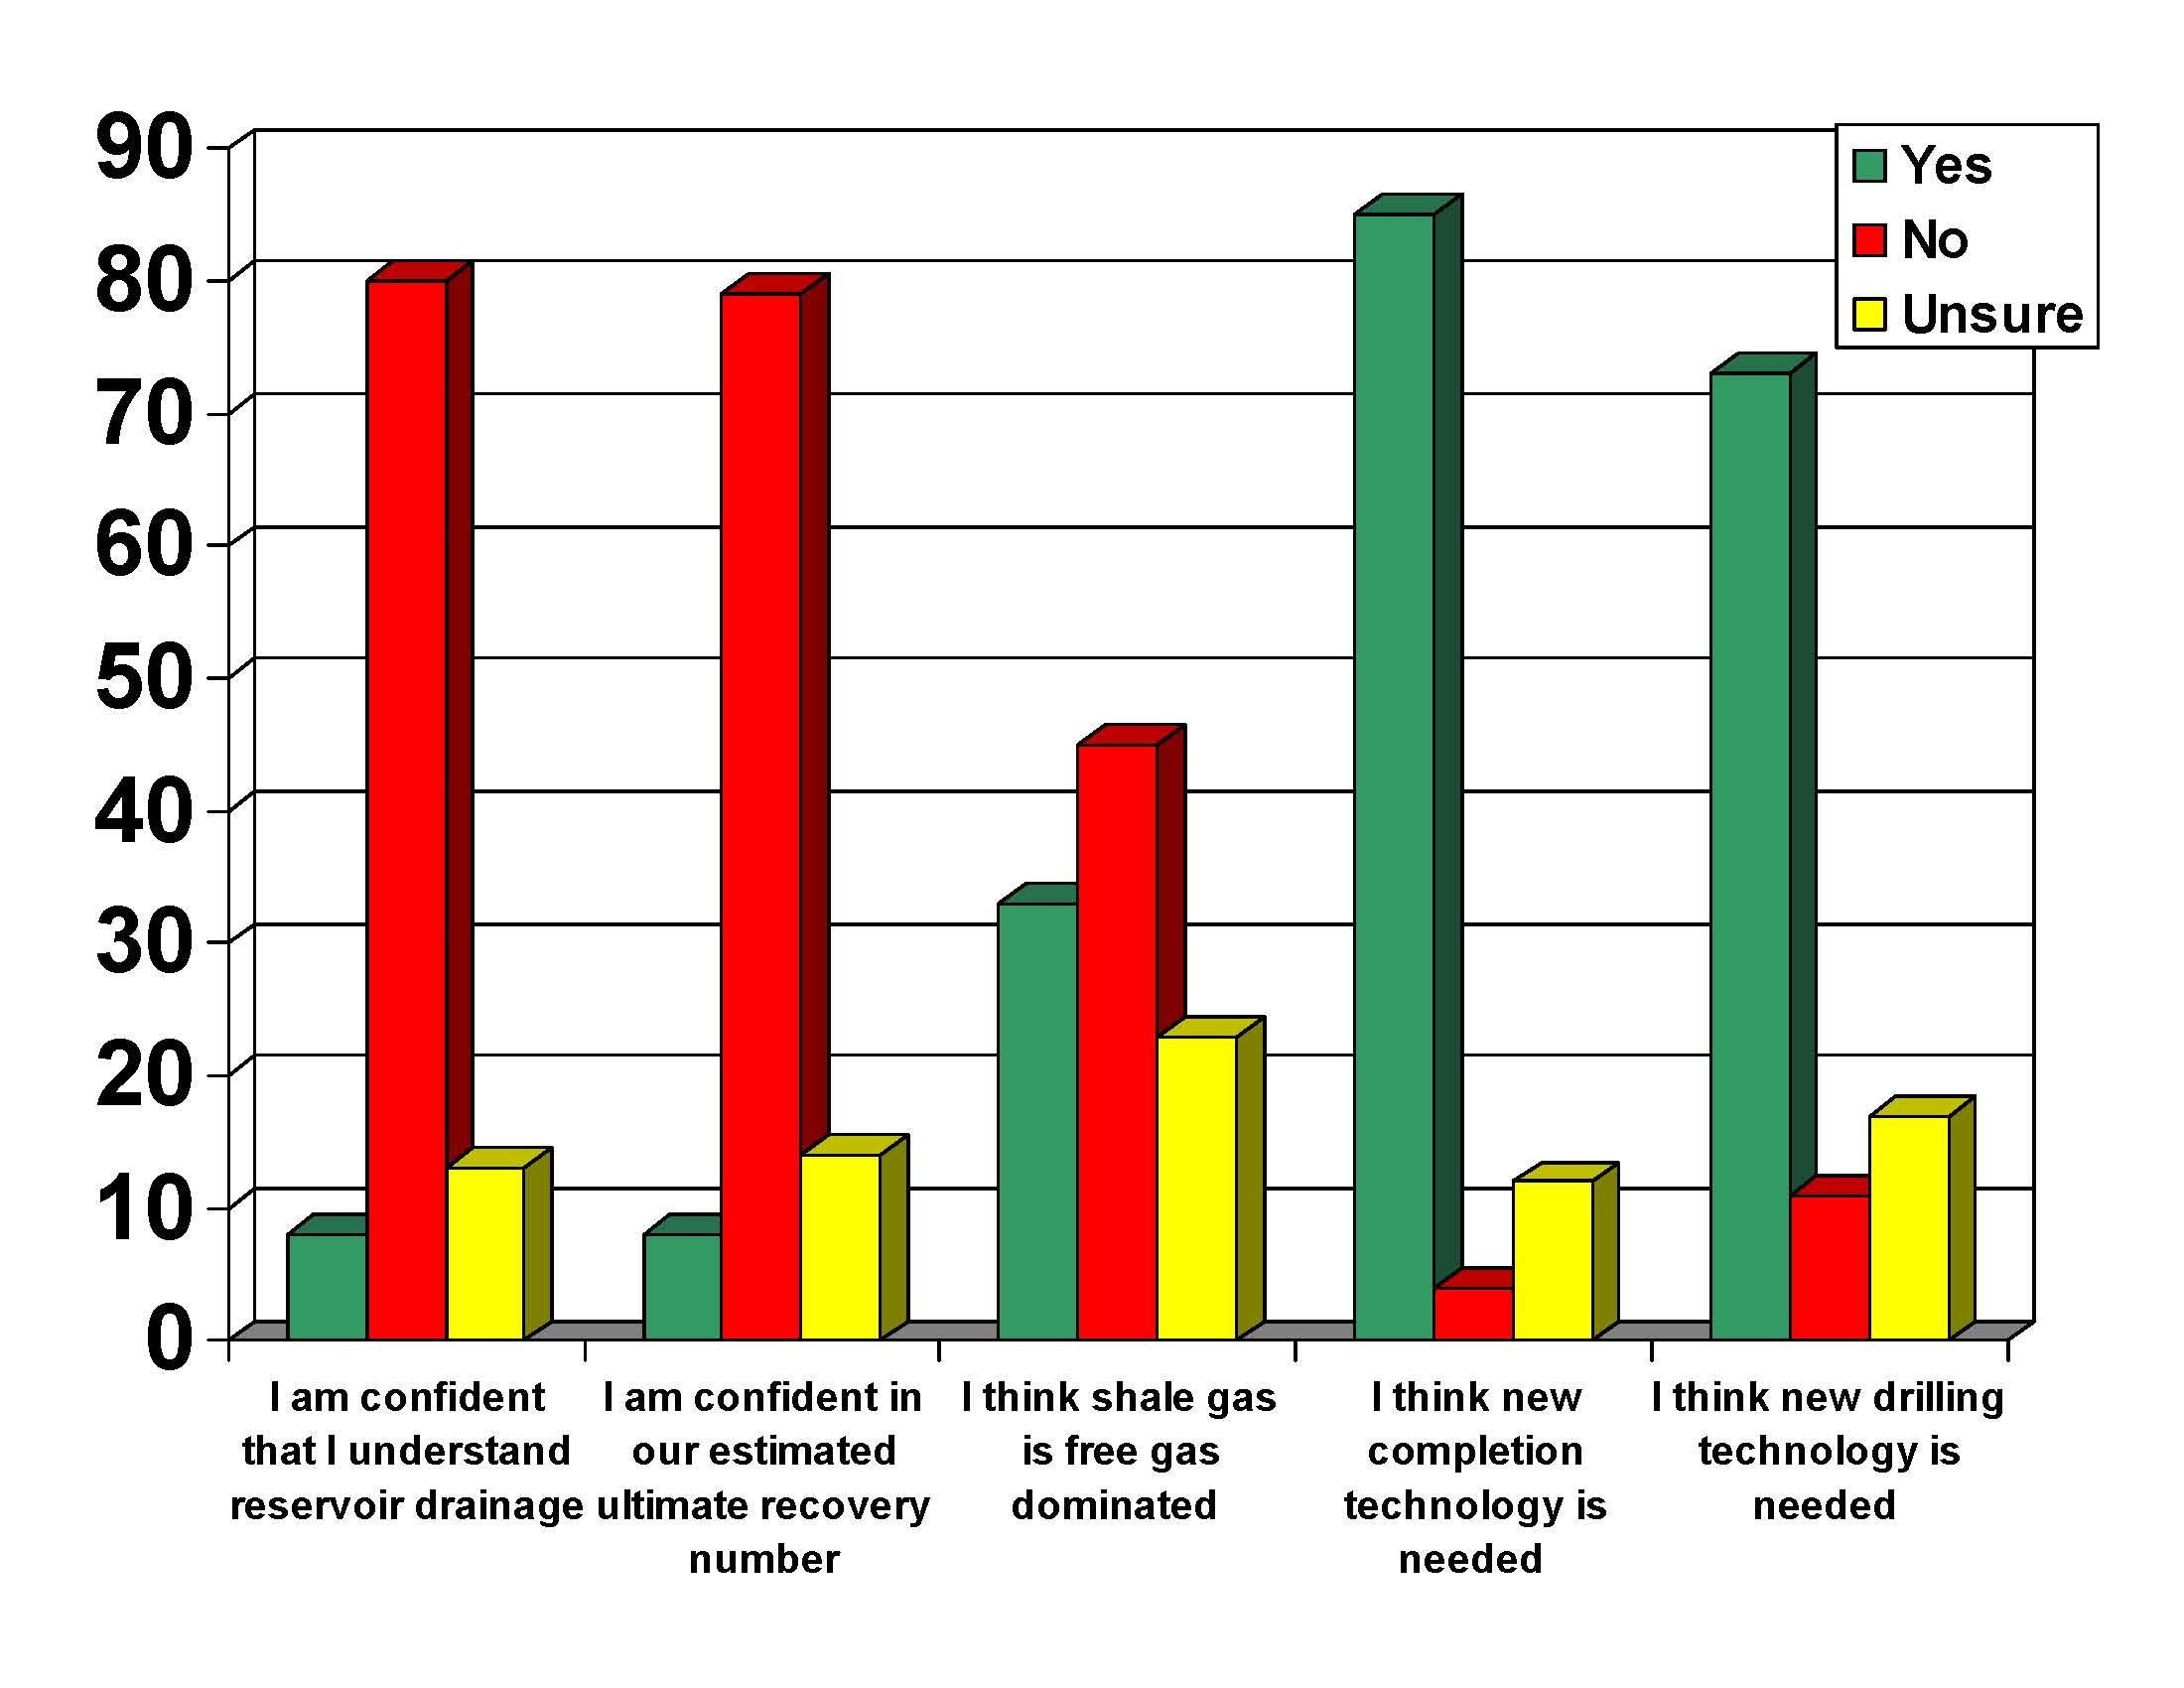 90
80
70
60
50
40
30
20
10
0
Yes
No
Unsure
I am confident
that I understand
reservoir drainage
I am confident in
our estimated
ultimate recovery
number
I think shale gas
is free gas
dominated
I think new
completion
technology is
needed
I think new drilling
technology is
needed